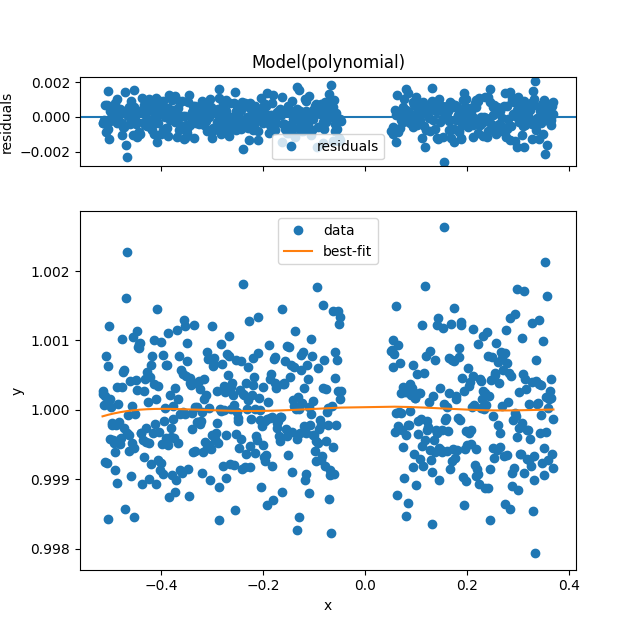 Model(polynomial)
residuals
0.002
0.000
−0.002
residuals
y
1.002
1.001
1.000
0.999
0.998
data
best-fit
−0.4
−0.2
0.0
0.2
0.4
x